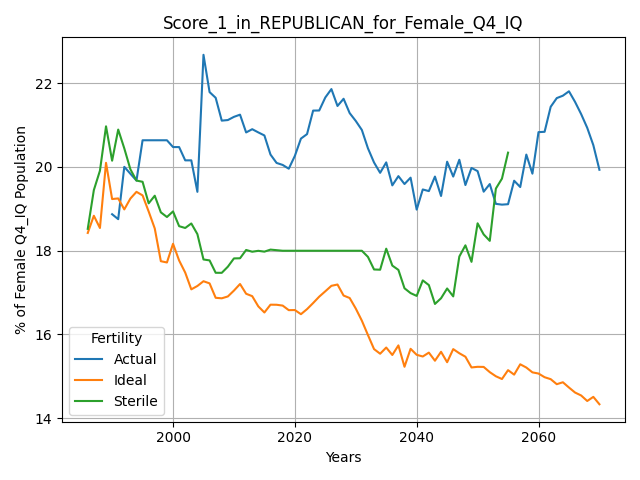 Score_1_in_REPUBLICAN_for_Female_Q4_IQ
% of Female Q4_IQ Population
22
20
18
16
14
Fertility
Actual
Ideal
Sterile
2000
2020
2040
2060
Years